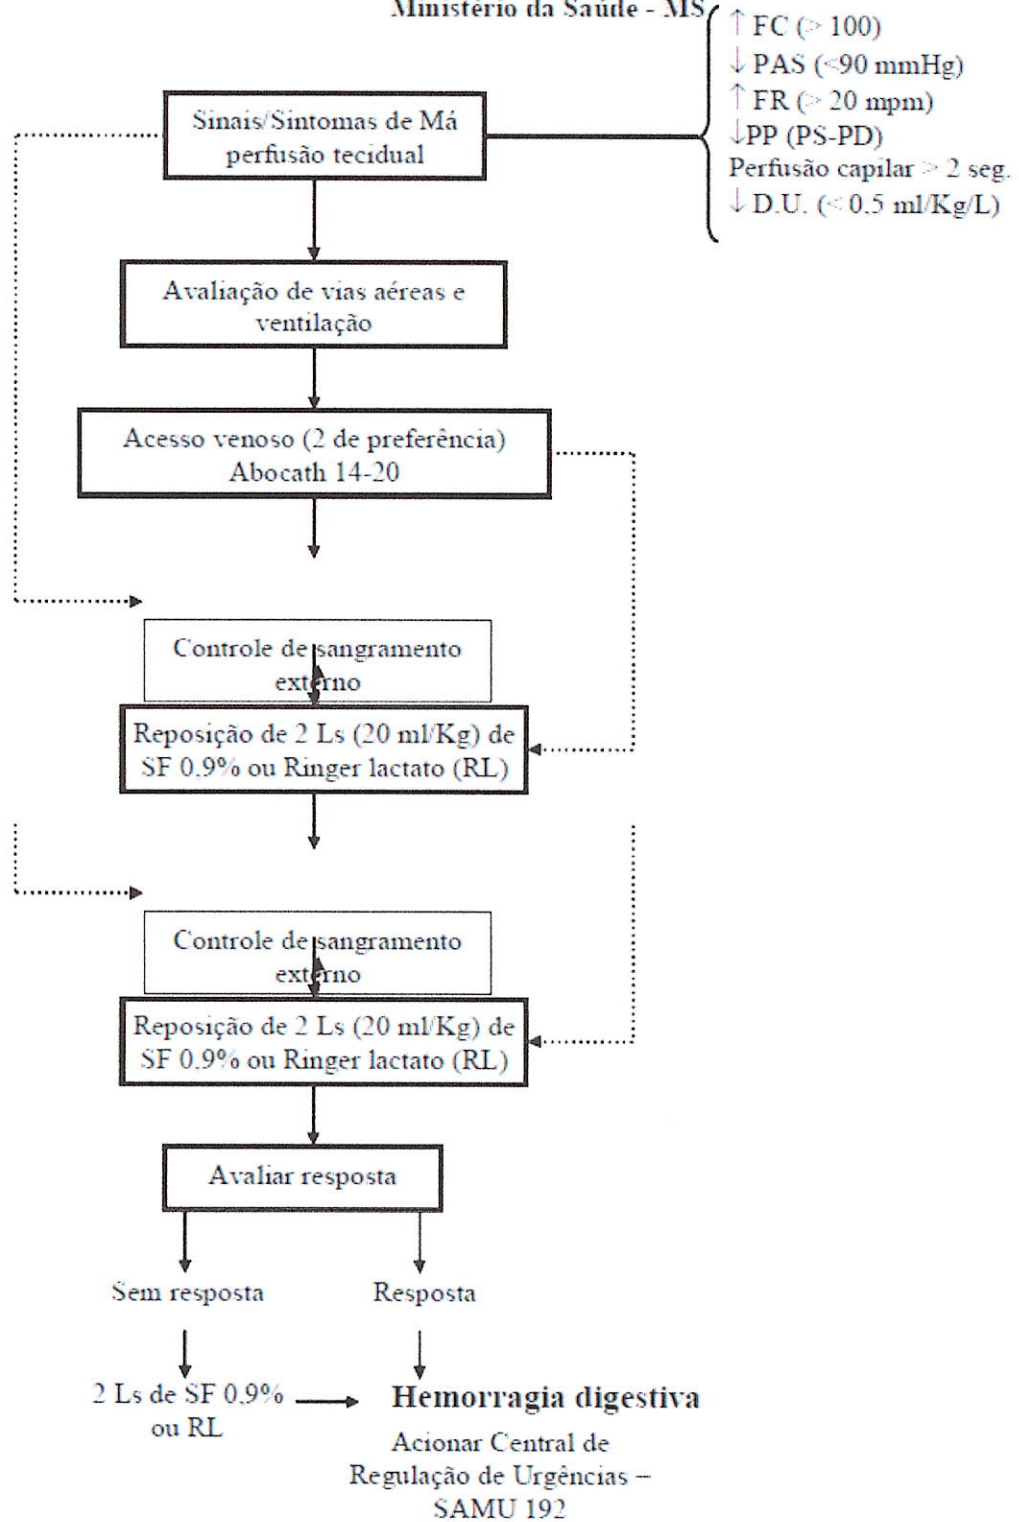 Ministério da Saúde - MS
↑ FC (> 100)
↓ PAS (<90 mmHg)
↑ FR (> 20 mpm)
↓PP (PS-PD)
Perfusão capilar > 2 seg.
↓ D.U. (< 0.5 ml/Kg/L)
Sinais/Sintomas de Má
perfusão tecidual
Avaliação de vias aéreas e
ventilação
Acesso venoso (2 de preferência)
Abocath 14-20
Controle de sangramento
externo
Reposição de 2 Ls (20 ml/Kg) de
SF 0.9% ou Ringer lactato (RL)
Controle de sangramento
externo
Reposição de 2 Ls (20 ml/Kg) de
SF 0.9% ou Ringer lactato (RL)
Avaliar resposta
Sem resposta
Resposta
2 Ls de SF 0.9%
ou RL
Hemorragia digestiva
Acionar Central de
Regulação de Urgências –
SAMU 192